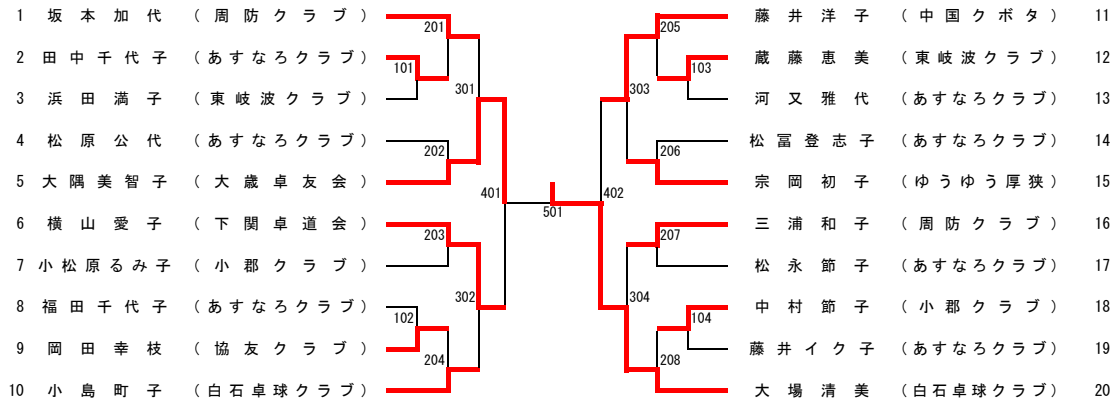 1 坂本加代 (周防クラブ) 藤井洋子 (中国クボタ) 11
201 205
2 田中千代子 (あすなろクラブ) 蔵藤恵美 (東岐波クラブ) 12
101 103
301 303
3 浜田満子 (東岐波クラブ) 河又雅代 (あすなろクラブ) 13
4 松原公代 (あすなろクラブ) 松冨登志子 (あすなろクラブ) 14
202 206
5 大隅美智子 (大歳卓友会) 宗岡初子 (ゆうゆう厚狭) 15
401 402
501
6 横山愛子 (下関卓道会) 三浦和子 (周防クラブ) 16
203 207
7 小松原るみ子 (小郡クラブ) 松永節子 (あすなろクラブ) 17
302 304
8 福田千代子 (あすなろクラブ) 中村節子 (小郡クラブ) 18
102 104
9 岡田幸枝 (協友クラブ) 藤井イク子 (あすなろクラブ) 19
204 208
10 小島町子 (白石卓球クラブ) 大場清美 (白石卓球クラブ) 20